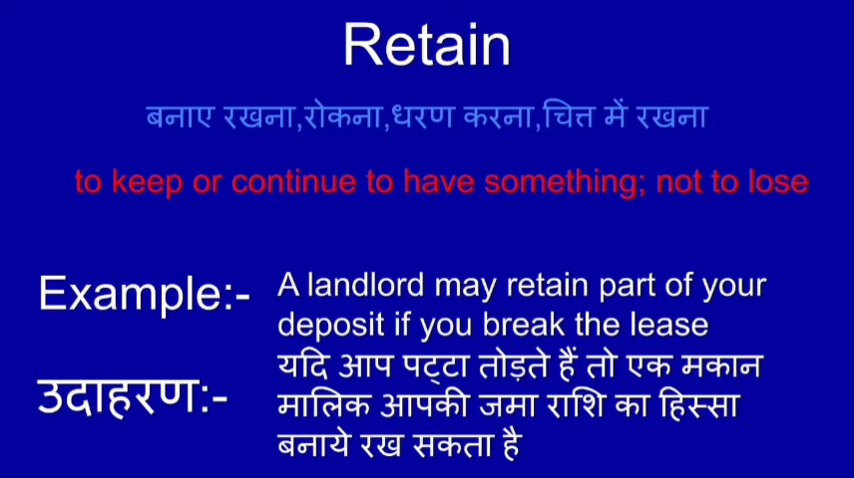 Retain
बनाए रखना,रोकना,धरण करना,चित्त में रखना
to keep or continue to have something; not to lose
Example:- A landlord may retain part of your
deposit if you break the lease
यदि आप पट्टा तोड़ते हैं तो एक मकान
उदाहरण:- मालिक आपकी जमा राशि का हिस्सा
बनाये रख सकता है